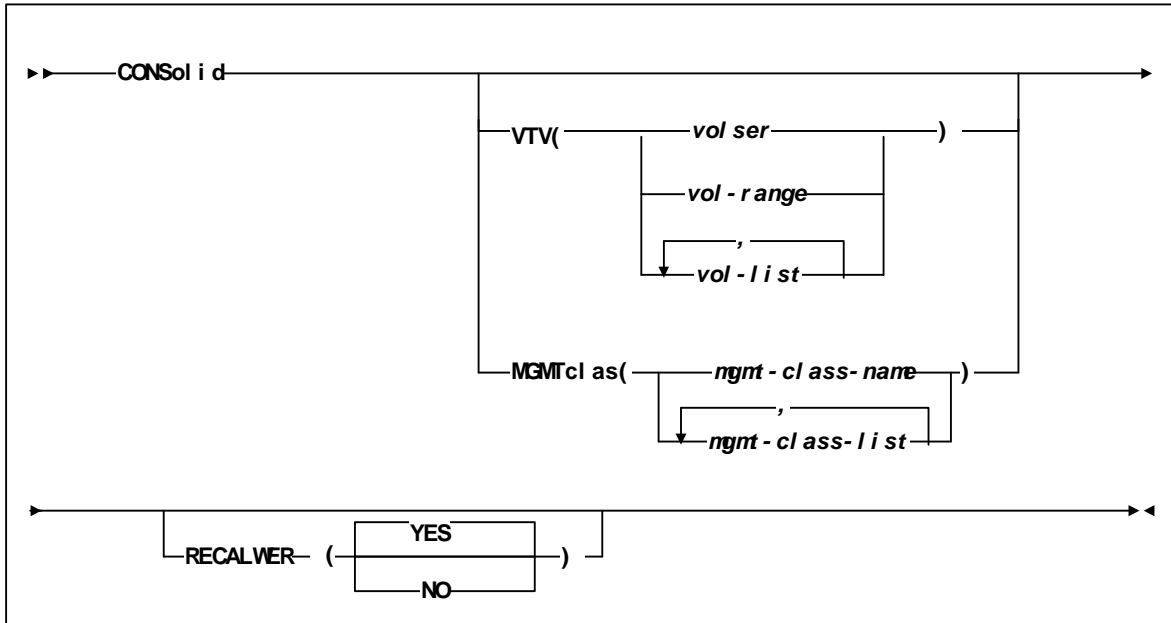 CONSolid
VTV( volser )
vol-range
,
vol-list
MGMTclas( mgmt-class-name )
,
mgmt-class-list
YES
RECALWER ( )
NO